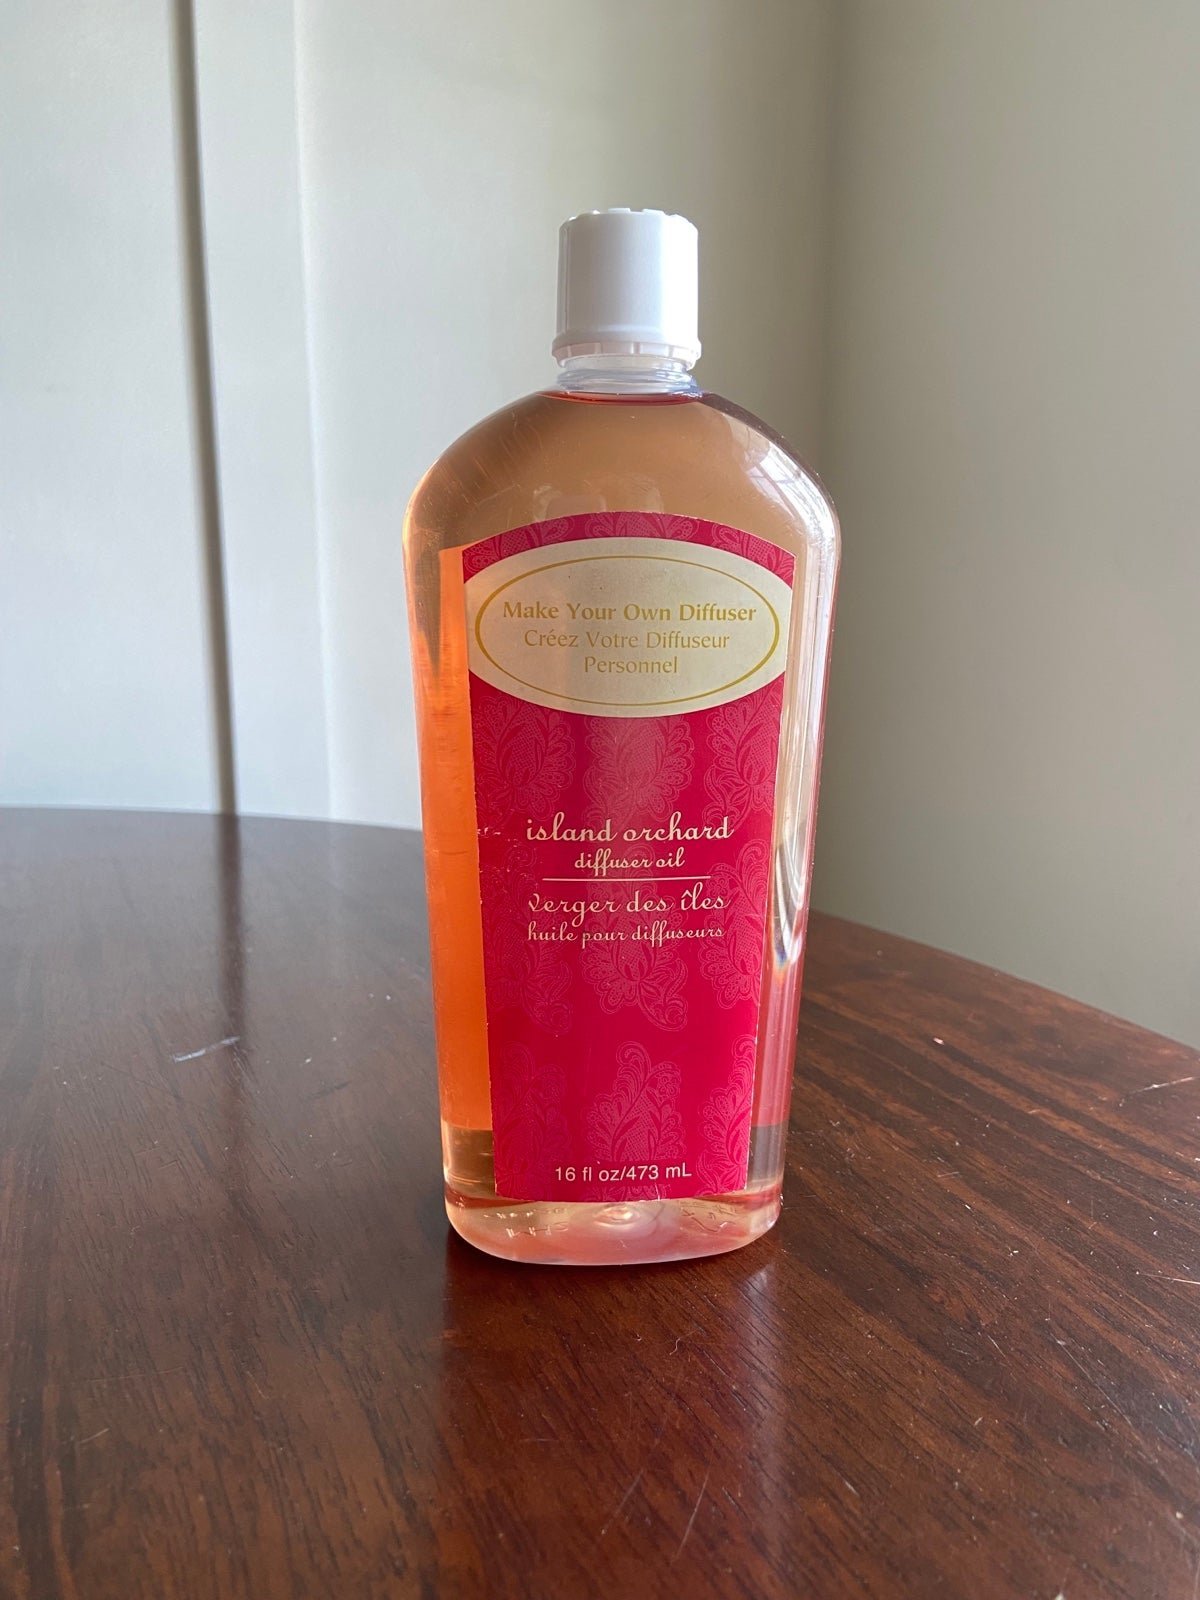 Make Your Own Diffuser
Créez Votre Diffuseur
Personnel
island orchard
diffuser oil
verger des îles
huile pour diffuseurs
16 fl oz/473 mL